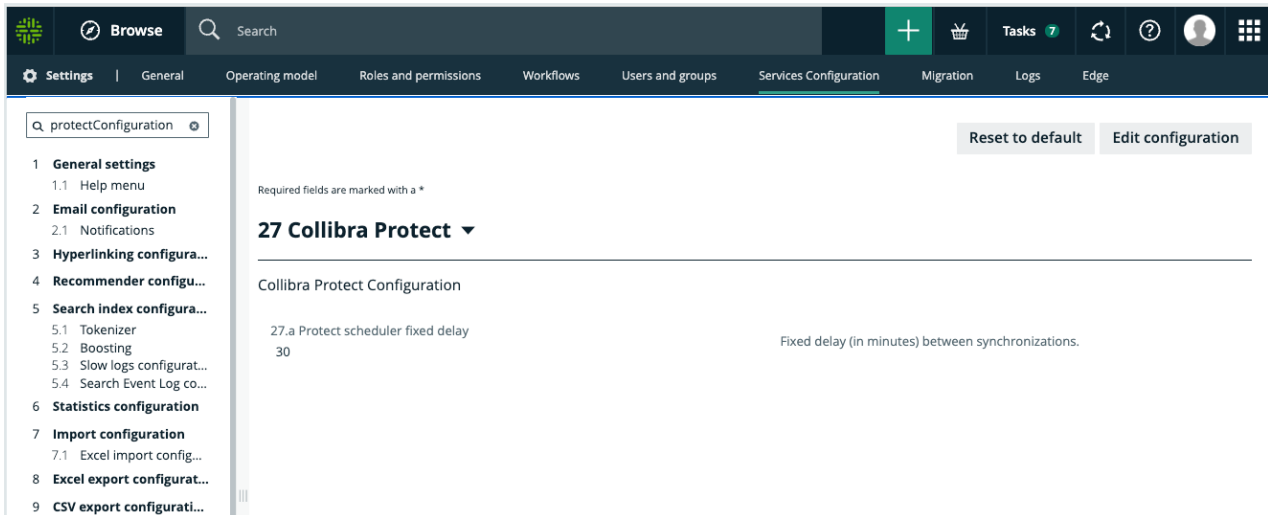 Browse
Search
Tasks 7
Settings | General Operating model Roles and permissions Workflows Users and groups Services Configuration Migration Logs Edge
protectConfiguration
1 General settings
1.1 Help menu
2 Email configuration
2.1 Notifications
3 Hyperlinking configura...
4 Recommender configu...
5 Search index configura...
5.1 Tokenizer
5.2 Boosting
5.3 Slow logs configurat...
5.4 Search Event Log co...
6 Statistics configuration
7 Import configuration
7.1 Excel import config...
8 Excel export configurat...
9 CSV export configurati...
Reset to default Edit configuration
Required fields are marked with a *
27 Collibra Protect
Collibra Protect Configuration
27.a Protect scheduler fixed delay
30
Fixed delay (in minutes) between synchronizations.